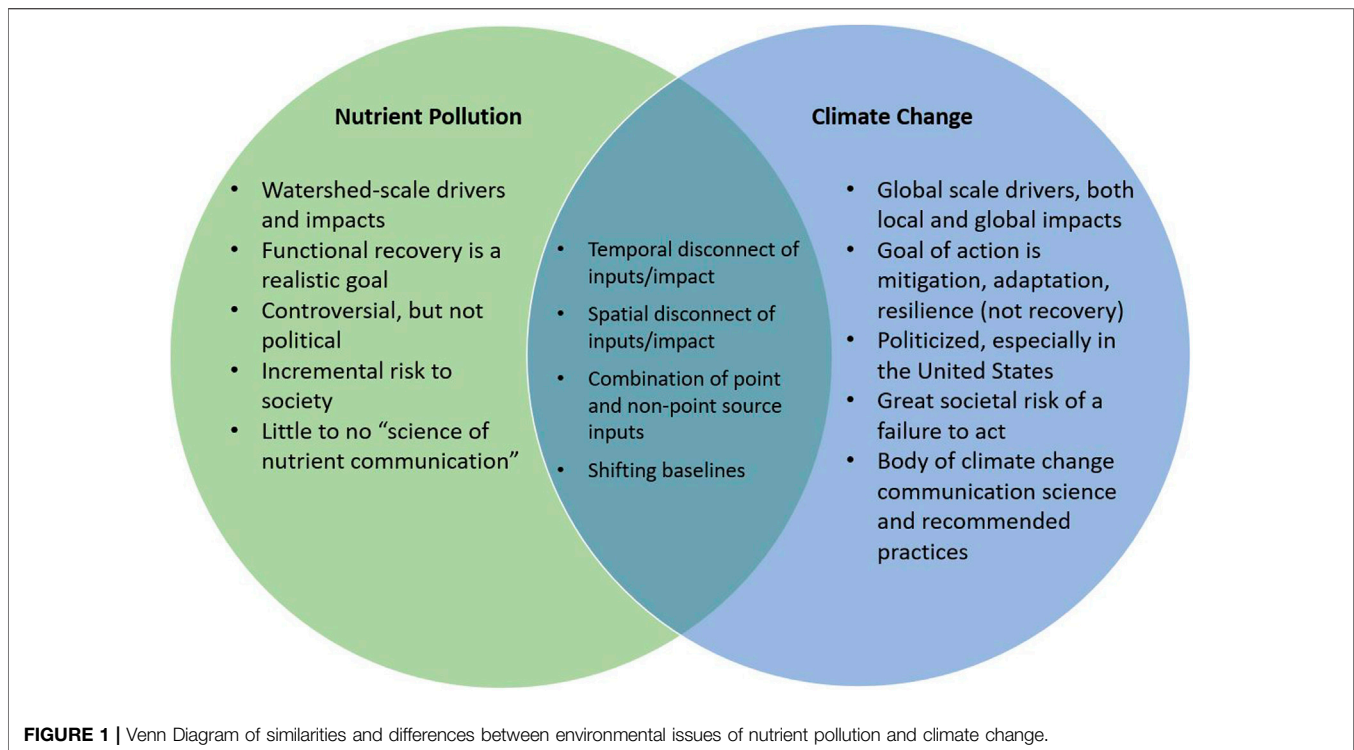 Nutrient Pollution
• Watershed-scale drivers
and impacts
• Functional recovery is a
realistic goal
• Controversial, but not
political
• Incremental risk to
society
• Little to no “science of
nutrient communication”
• Temporal disconnect of
inputs/impact
• Spatial disconnect of
inputs/impact
• Combination of point
and non-point source
inputs
• Shifting baselines
Climate Change
• Global scale drivers, both
local and global impacts
• Goal of action is
mitigation, adaptation,
resilience (not recovery)
• Politicized, especially in
the United States
• Great societal risk of a
failure to act
• Body of climate change
communication science
and recommended
practices
FIGURE 1 | Venn Diagram of similarities and differences between environmental issues of nutrient pollution and climate change.